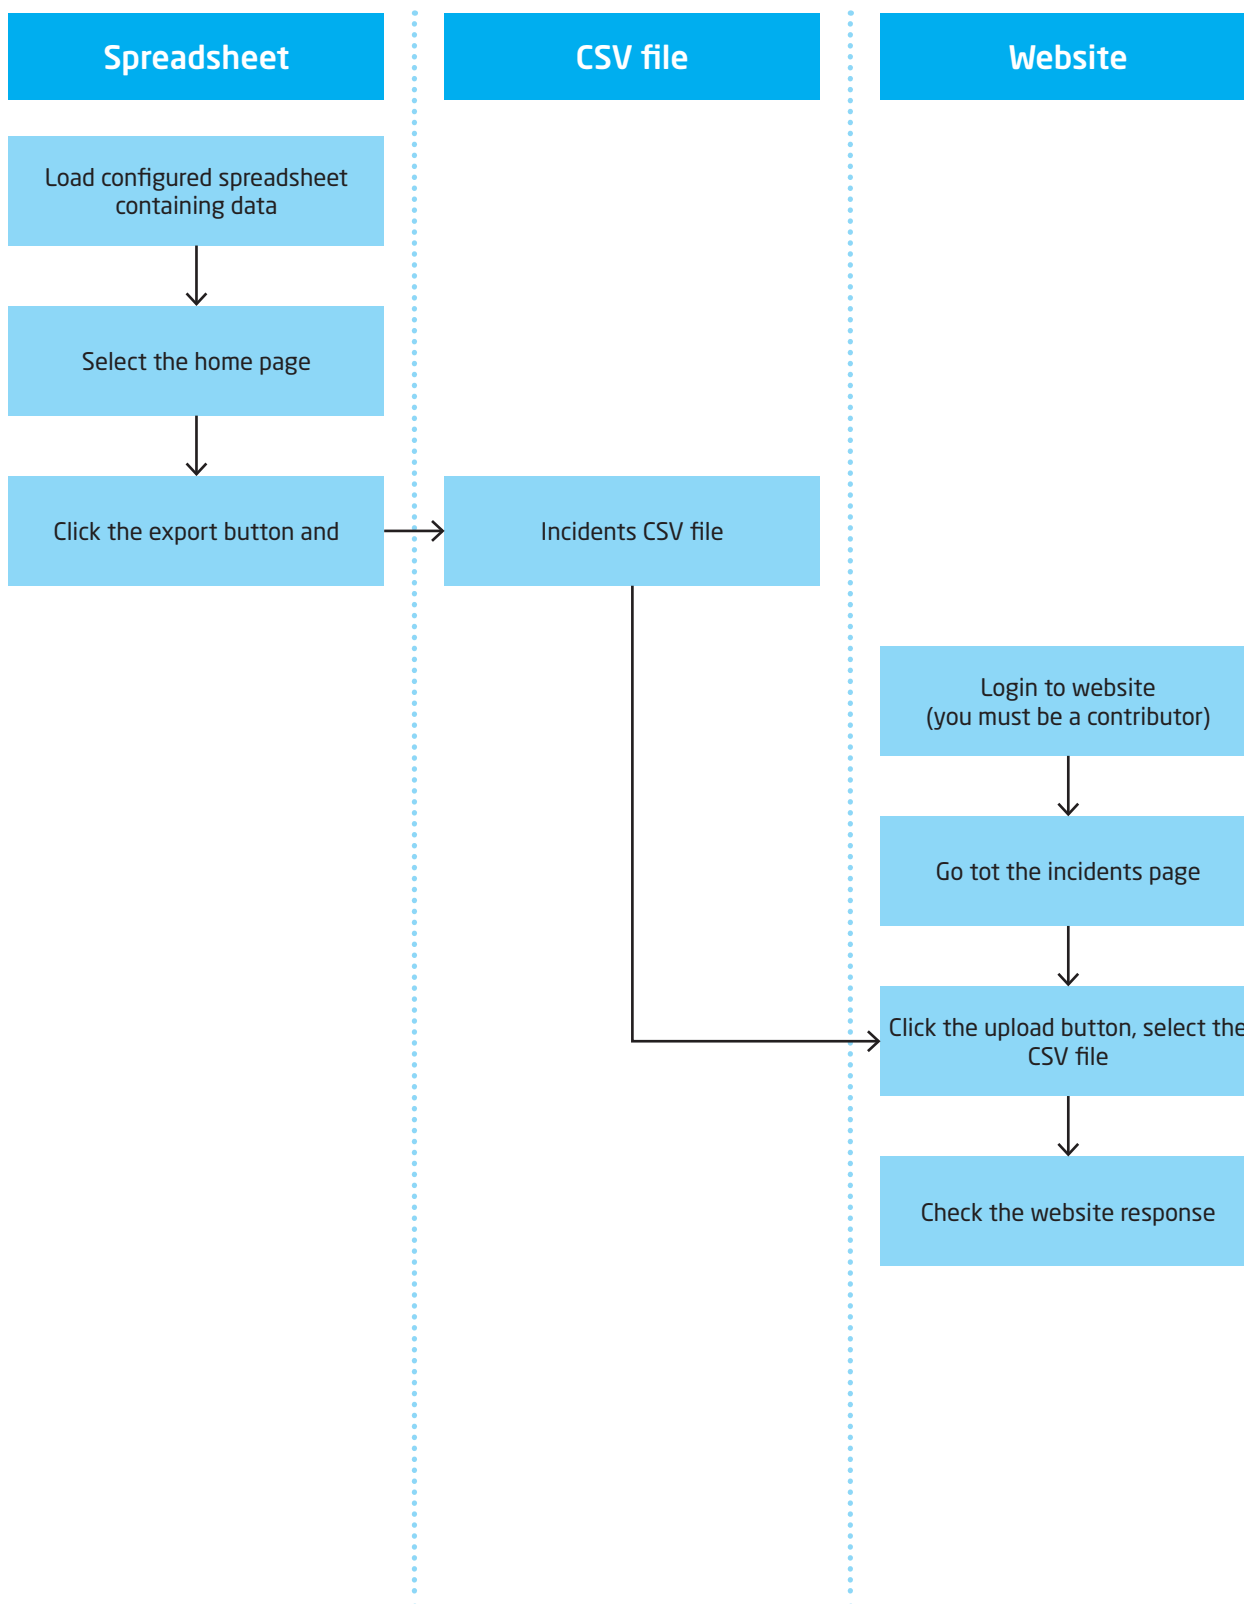 Spreadsheet
CSV file
Website
Load configured spreadsheet
containing data
Select the home page
Click the export button and
Incidents CSV file
Login to website
(you must be a contributor)
Go tot the incidents page
Click the upload button, select the
CSV file
Check the website response